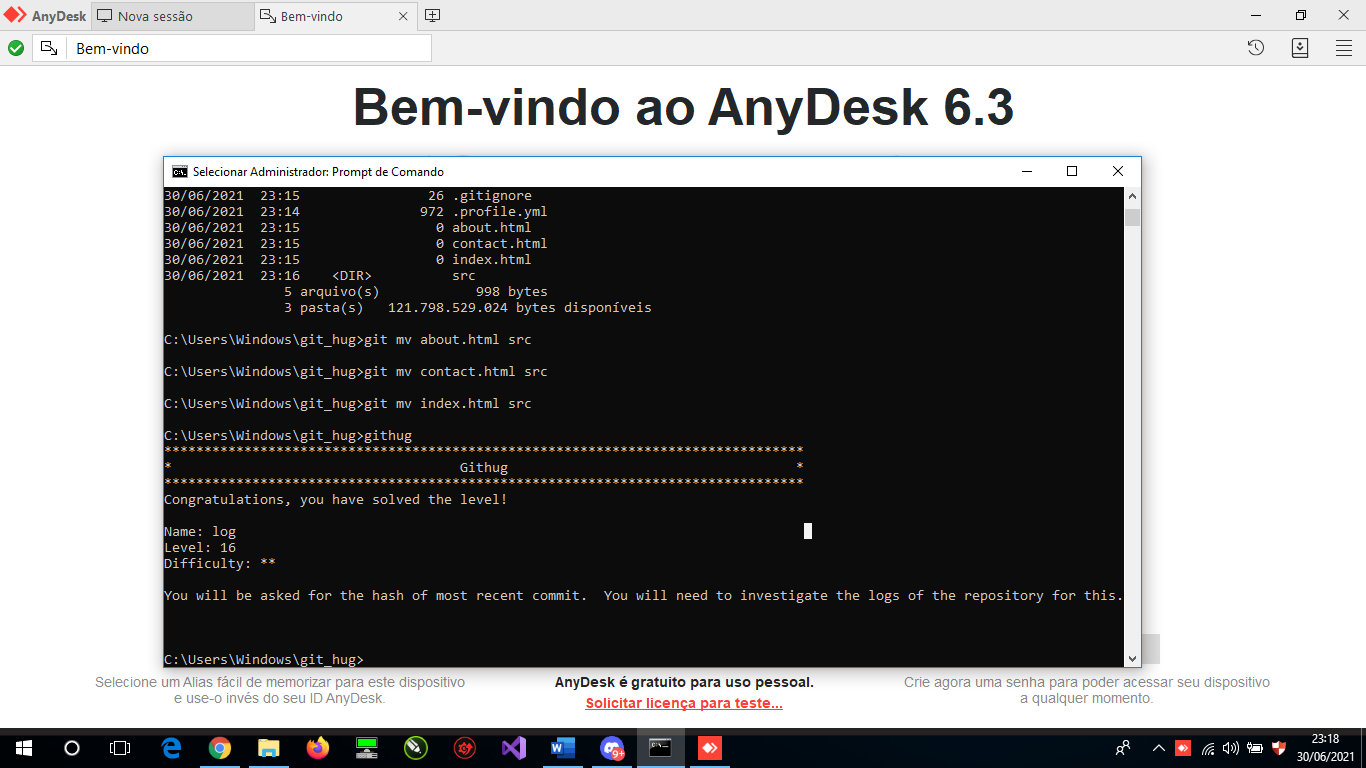 AnyDesk
Nova sessão
Bem-vindo
Bem-vindo
Bem-vindo ao AnyDesk 6.3
Selecionar Administrador: Prompt de Comando
30/06/2021  23:15                26 .gitignore
30/06/2021  23:14               972 .profile.yml
30/06/2021  23:15                 0 about.html
30/06/2021  23:15                 0 contact.html
30/06/2021  23:15                 0 index.html
30/06/2021  23:16    <DIR>          src
               5 arquivo(s)            998 bytes
               3 pasta(s)   121.798.529.024 bytes disponíveis
C:\Users\Windows\git_hug>git mv about.html src
C:\Users\Windows\git_hug>git mv contact.html src
C:\Users\Windows\git_hug>git mv index.html src
C:\Users\Windows\git_hug>githug
********************************************************************************
*                                    Githug                                    *
********************************************************************************
Congratulations, you have solved the level!
Name: log
Level: 16
Difficulty: **
You will be asked for the hash of most recent commit.  You will need to investigate the logs of the repository for this.
C:\Users\Windows\git_hug>
Selecione um Alias fácil de memorizar para este dispositivo
e use-o invés do seu ID AnyDesk.
AnyDesk é gratuito para uso pessoal.
Solicitar licença para teste...
Crie agora uma senha para poder acessar seu dispositivo
a qualquer momento.
9+
23:18
30/06/2021